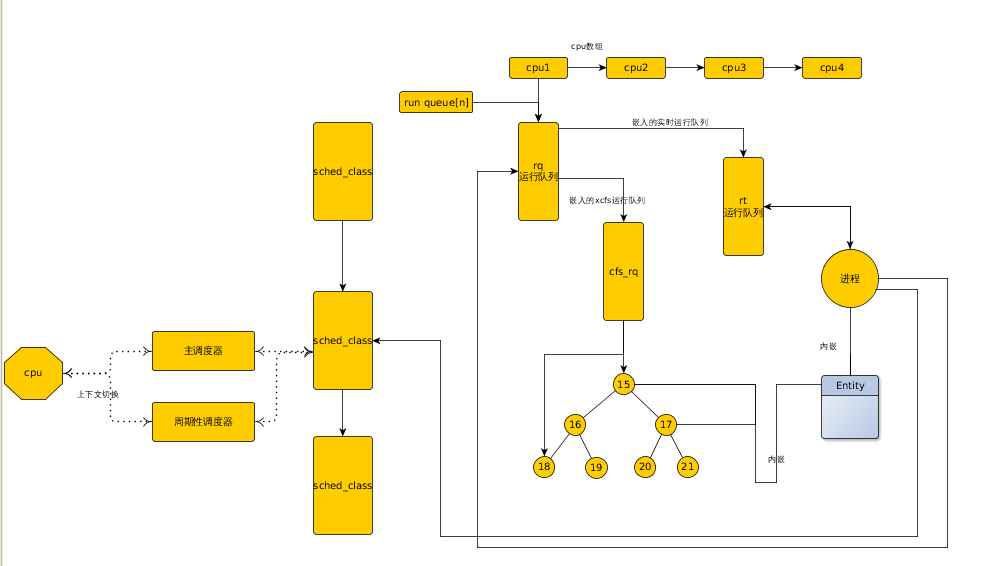 cpu数组
cpu1
cpu2
cpu3
cpu4
run queue[n]
嵌入的实时运行队列
sched_class
rq
运行队列
嵌入的xcfs运行队列
rt
运行队列
cfs_rq
进程
sched_class
主调度器
cpu
上下文切换
周期性调度器
内嵌
Entity
15
16
17
18
19
20
21
内嵌
sched_class